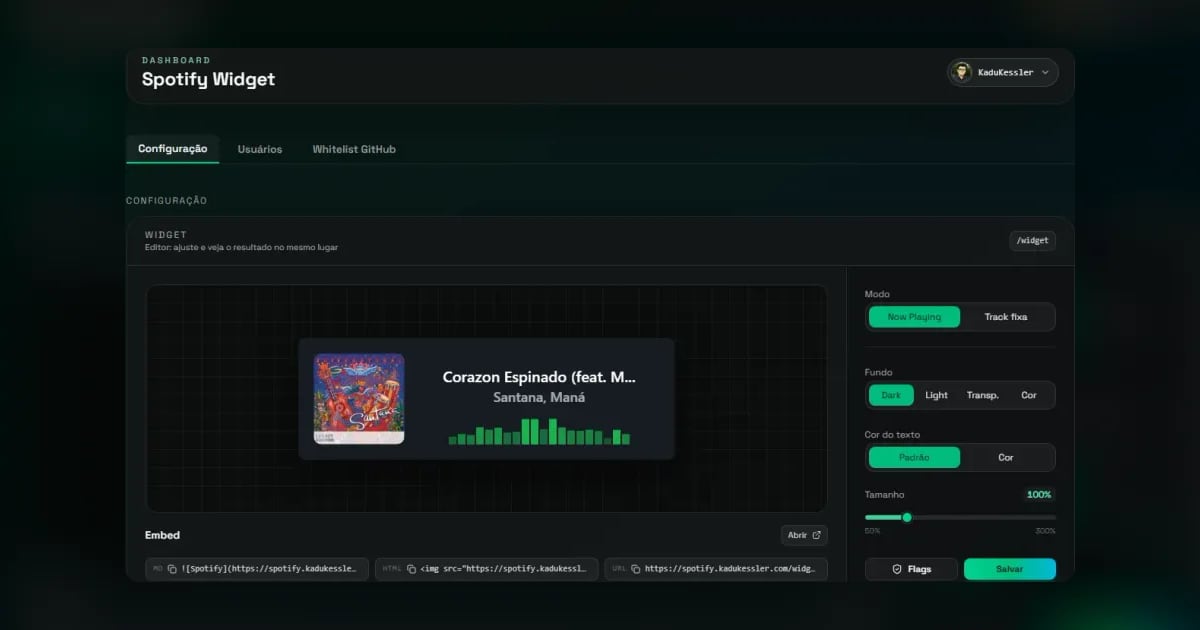 DASHBOARD
Spotify Widget
KaduKessler
Configuração
Usuários
Whitelist GitHub
CONFIGURAÇÃO
WIDGET
Editor: ajuste e veja o resultado no mesmo lugar
/widget
Corazon Espinado (feat. M...
Santana, Maná
Santana
Modo
Now Playing
Track fixa
Fundo
Dark
Light
Transp.
Cor
Cor do texto
Padrão
Cor
Tamanho
100%
50%
300%
Embed
Abrir
MD ![Spotify](https://spotify.kadukessle…
HTML <img src="https://spotify.kadukessl…
URL https://spotify.kadukessler.com/widg…
Flags
Salvar